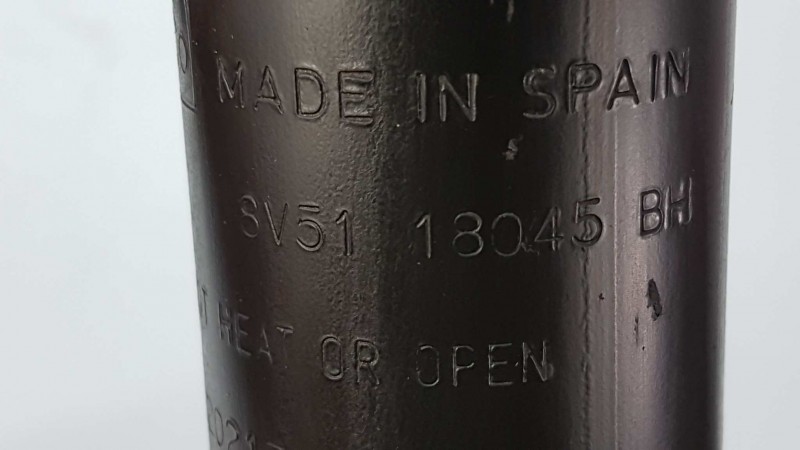 MADE IN SPAIN
8V51 18045 BH
HEAT OR OPEN